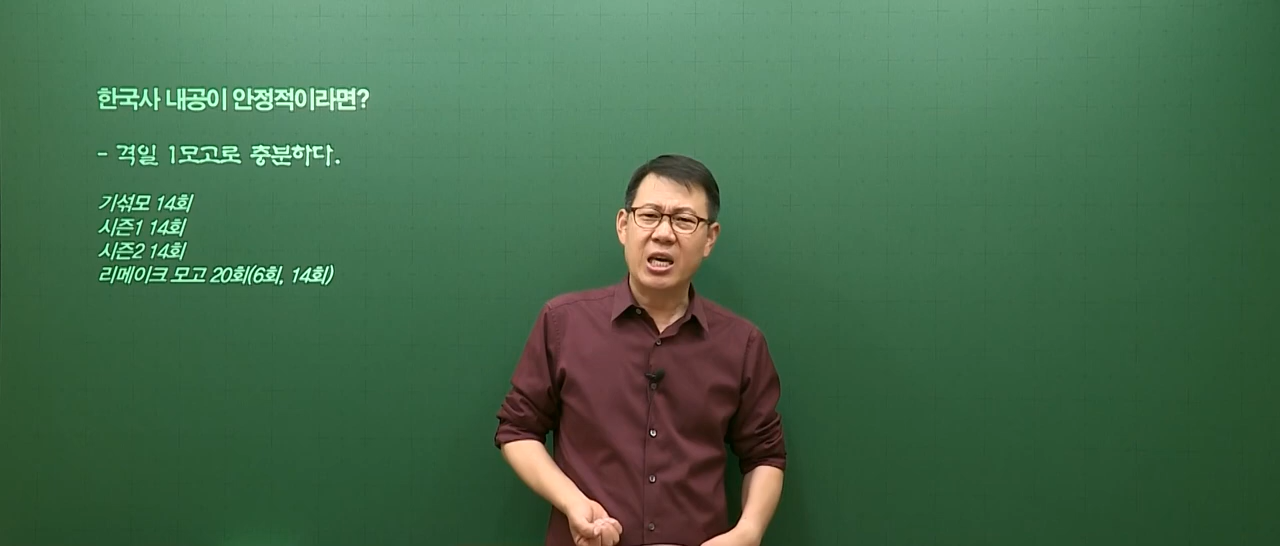 한국사 내공이 안정적이라면?
- 격일 1모고로 충분하다.
기섞모 14회
시즌1 14회
시즌2 14회
리메이크 모고 20회(6회, 14회)